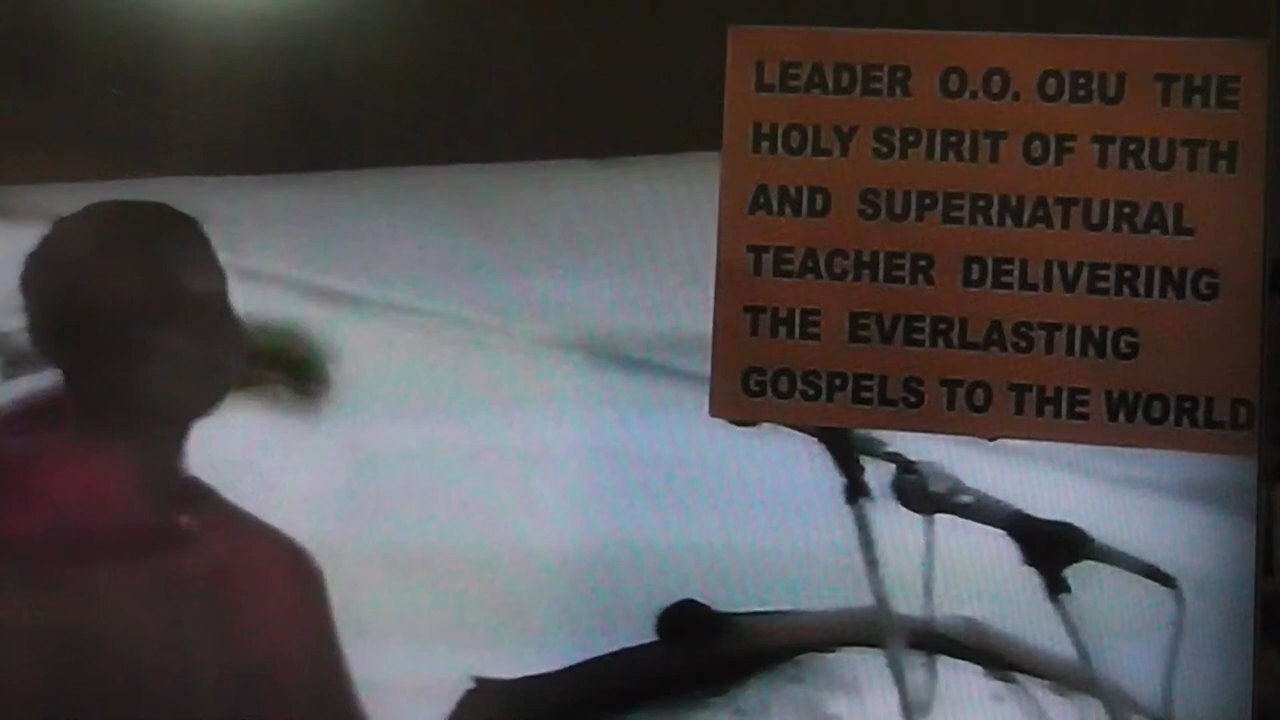 LEADER O.O. OBU THE
HOLY SPIRIT OF TRUTH
AND SUPERNATURAL
TEACHER DELIVERING
THE EVERLASTING
GOSPELS TO THE WORLD